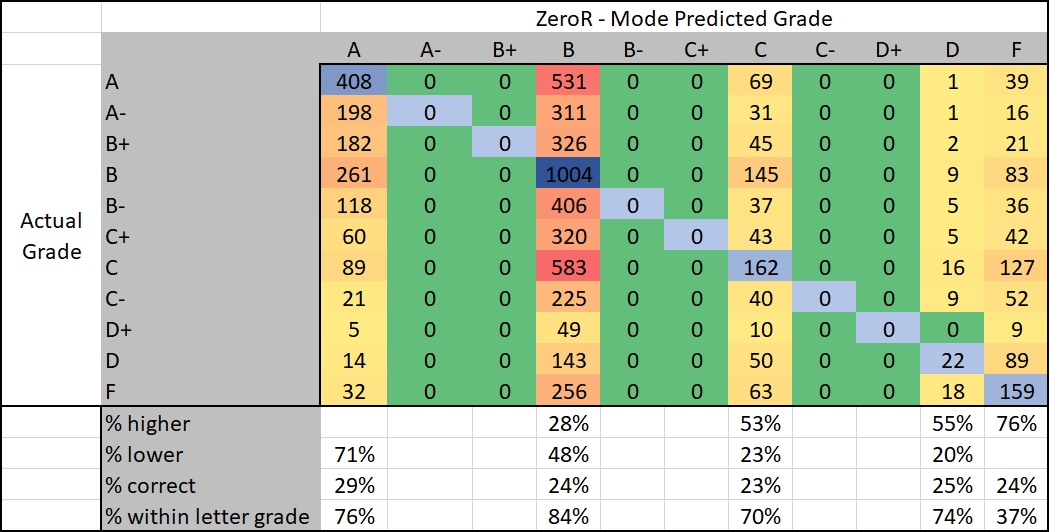 ZeroR - Mode Predicted Grade
A A- B+ B B- C+ C C- D+ D F
A 408 0 0 531 0 0 69 0 0 1 39
A- 198 0 0 311 0 0 31 0 0 1 16
B+ 182 0 0 326 0 0 45 0 0 2 21
B 261 0 0 1004 0 0 145 0 0 9 83
B- 118 0 0 406 0 0 37 0 0 5 36
Actual Grade
C+ 60 0 0 320 0 0 43 0 0 5 42
C 89 0 0 583 0 0 162 0 0 16 127
C- 21 0 0 225 0 0 40 0 0 9 52
D+ 5 0 0 49 0 0 10 0 0 0 9
D 14 0 0 143 0 0 50 0 0 22 89
F 32 0 0 256 0 0 63 0 0 18 159
% higher 28% 53% 55% 76%
% lower 71% 48% 23% 20%
% correct 29% 24% 23% 25% 24%
% within letter grade 76% 84% 70% 74% 37%